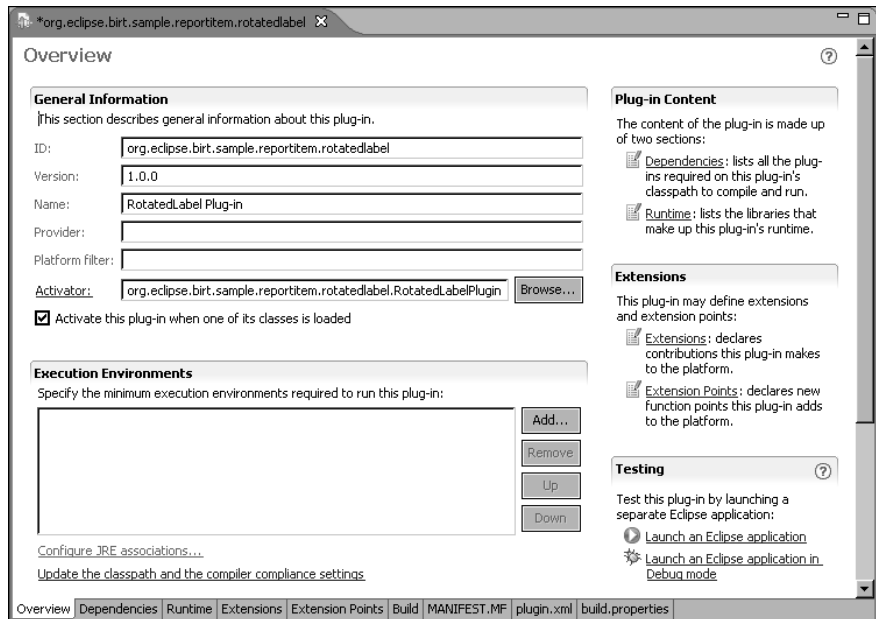 *org.eclipse.birt.sample.reportitem.rotatedlabel
Overview
General Information
This section describes general information about this plug-in.
ID: org.eclipse.birt.sample.reportitem.rotatedlabel
Version: 1.0.0
Name: RotatedLabel Plug-in
Provider:
Platform filter:
Activator: org.eclipse.birt.sample.reportitem.rotatedlabel.RotatedLabelPlugin Browse...
Activate this plug-in when one of its classes is loaded
Execution Environments
Specify the minimum execution environments required to run this plug-in:
Add...
Remove
Up
Down
Configure JRE associations...
Update the classpath and the compiler compliance settings
Plug-in Content
The content of the plug-in is made up
of two sections:
Dependencies: lists all the plug-
ins required on this plug-in's
classpath to compile and run.
Runtime: lists the libraries that
make up this plug-in's runtime.
Extensions
This plug-in may define extensions
and extension points:
Extensions: declares
contributions this plug-in makes
to the platform.
Extension Points: declares new
function points this plug-in adds
to the platform.
Testing
?
Test this plug-in by launching a
separate Eclipse application:
Launch an Eclipse application
Launch an Eclipse application in
Debug mode
Overview Dependencies Runtime Extensions Extension Points Build MANIFEST.MF plugin.xml build.properties